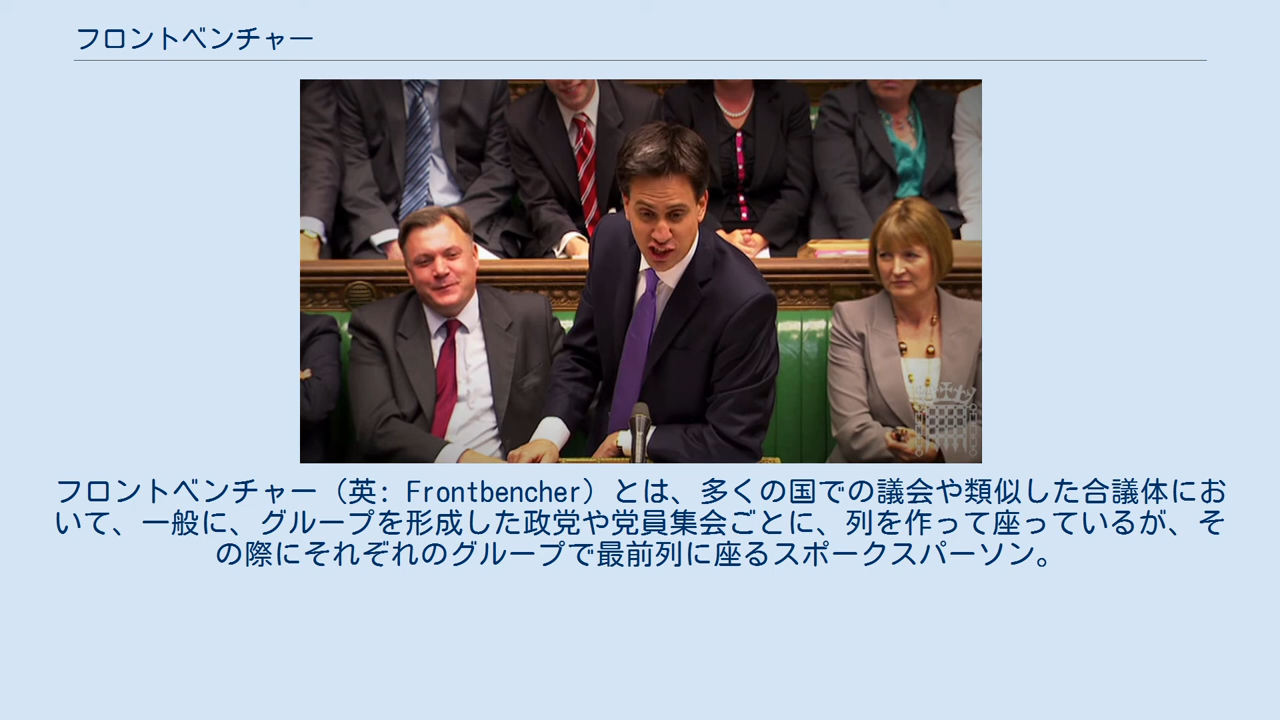 フロントベンチャー
フロントベンチャー（英: Frontbencher）とは、多くの国での議会や類似した合議体にお
いて、一般に、グループを形成した政党や党員集会ごとに、列を作って座っているが、そ
の際にそれぞれのグループで最前列に座るスポークスパーソン。